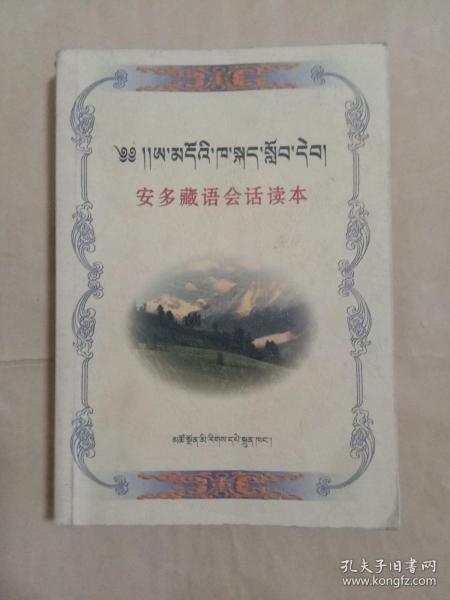 ༄༅།།ཨ་མདོའི་ཁ་སྐད་སློབ་དེབ།
安多藏语会话读本
མཚོ་སྔོན་མི་རིགས་དཔེ་སྐྲུན་ཁང་།
孔夫子旧书网
www.kongfz.com